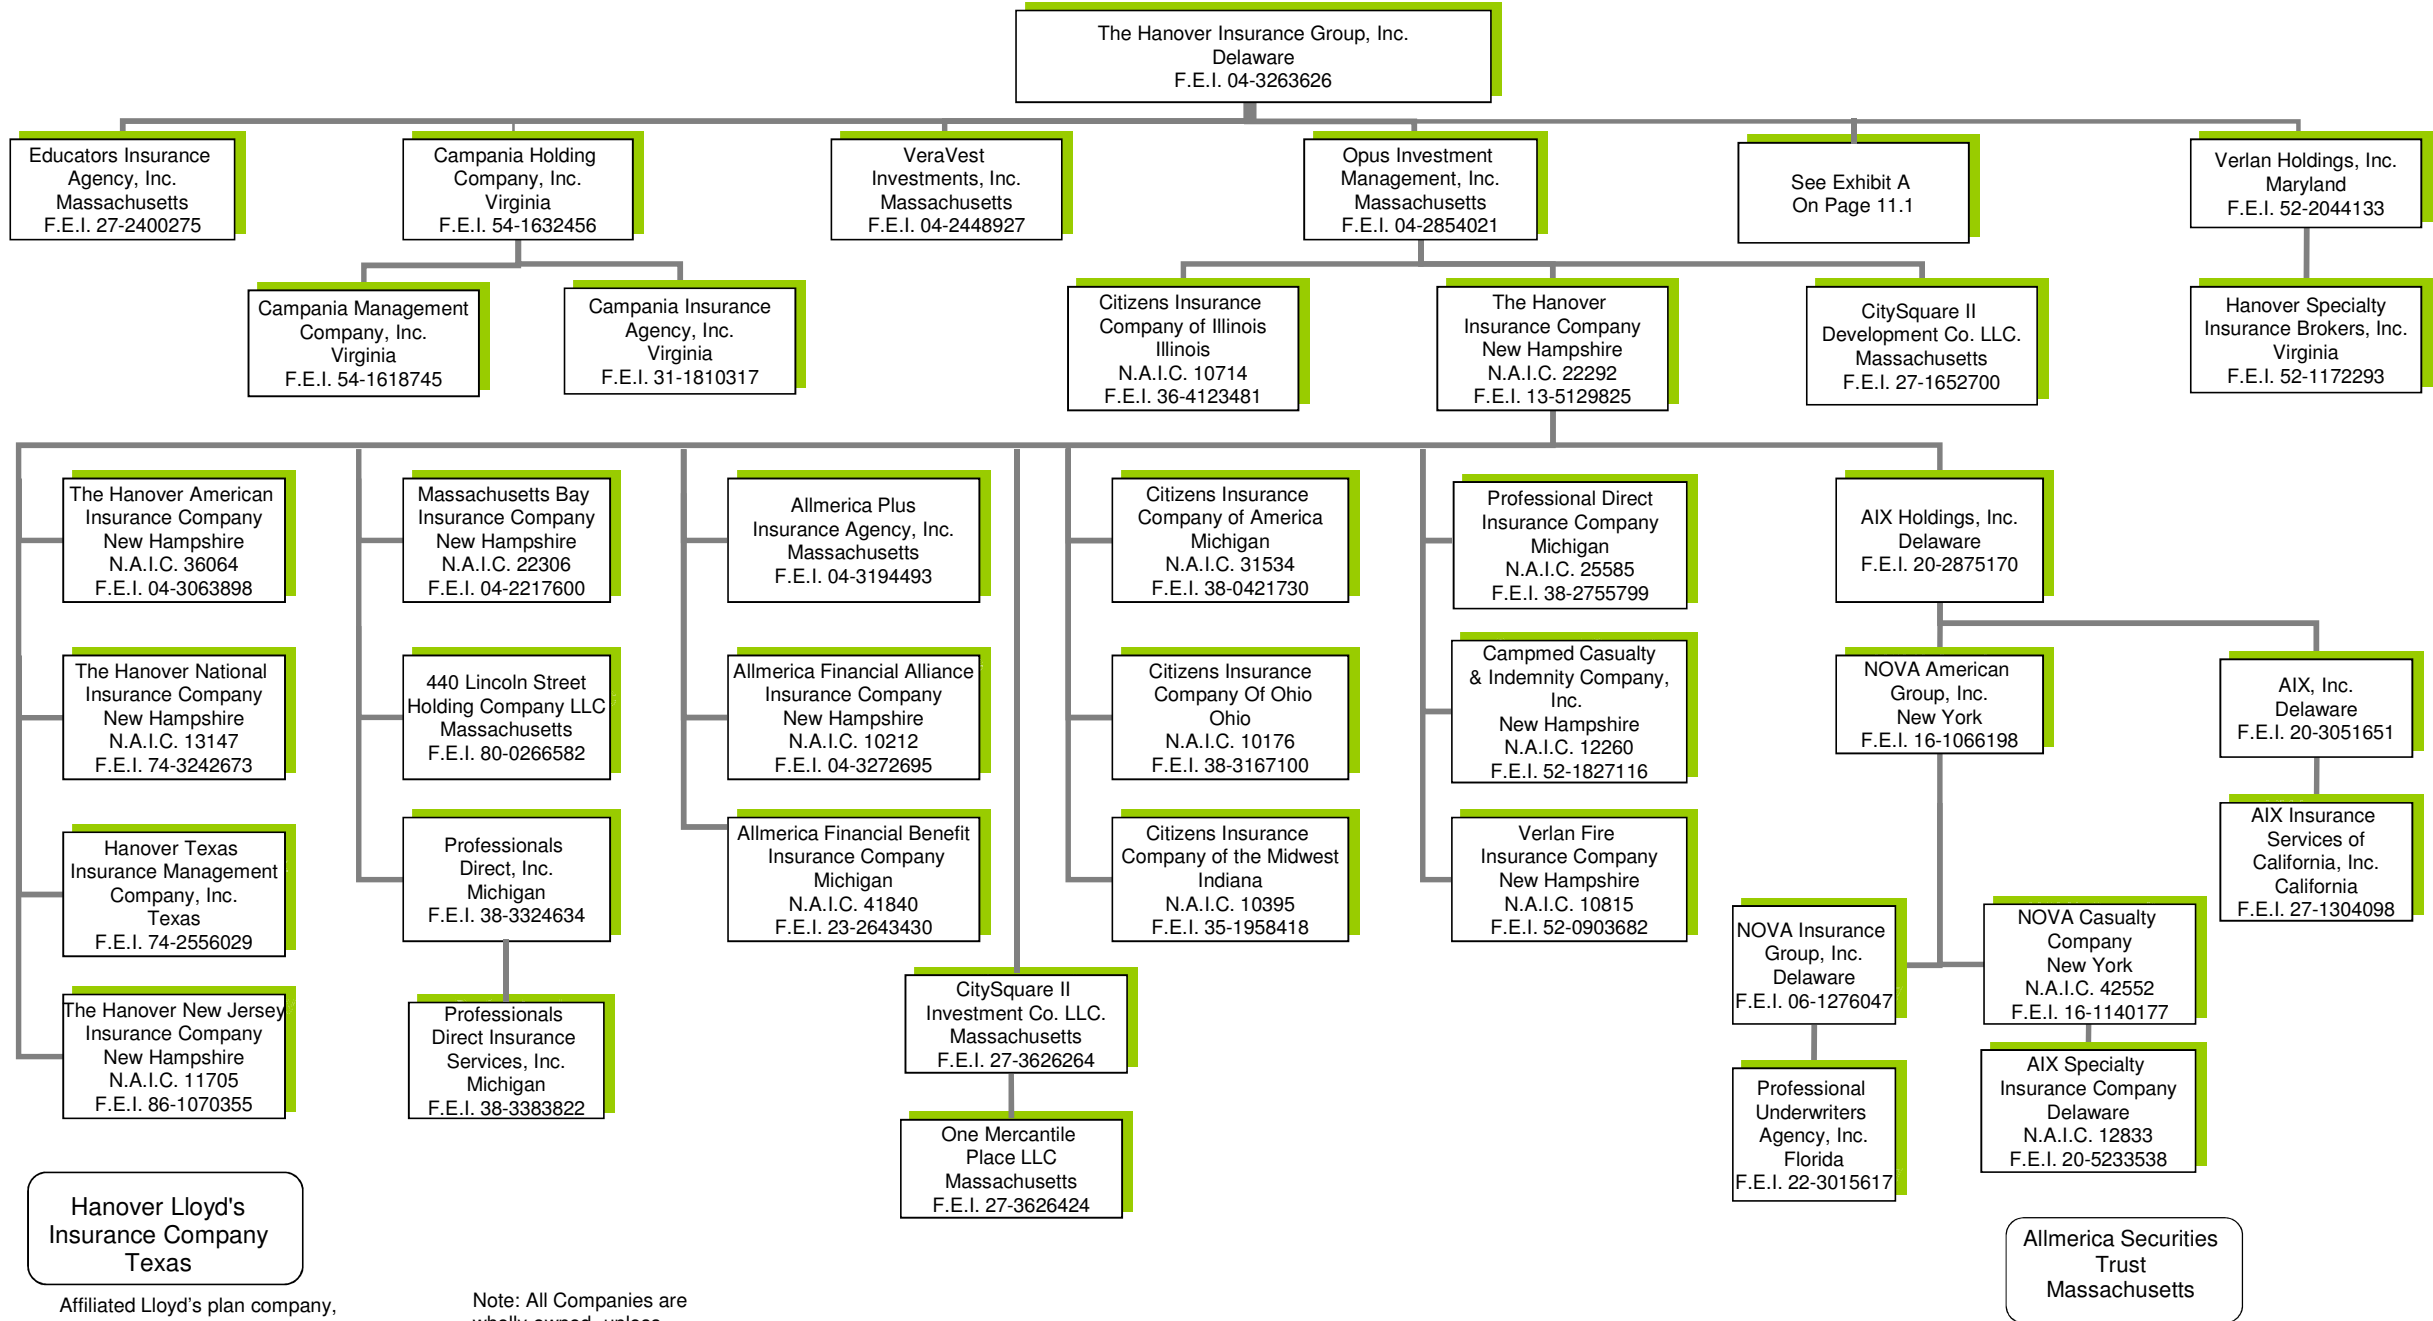 The Hanover Insurance Group, Inc.
Delaware
F.E.I. 04-3263626
Educators Insurance
Agency, Inc.
Massachusetts
F.E.I. 27-2400275
Campania Holding
Company, Inc.
Virginia
F.E.I. 54-1632456
VeraVest
Investments, Inc.
Massachusetts
F.E.I. 04-2448927
Opus Investment
Management, Inc.
Massachusetts
F.E.I. 04-2854021
See Exhibit A
On Page 11.1
Verlan Holdings, Inc.
Maryland
F.E.I. 52-2044133
Campania Management
Company, Inc.
Virginia
F.E.I. 54-1618745
Campania Insurance
Agency, Inc.
Virginia
F.E.I. 31-1810317
Citizens Insurance
Company of Illinois
Illinois
N.A.I.C. 10714
F.E.I. 36-4123481
The Hanover
Insurance Company
New Hampshire
N.A.I.C. 22292
F.E.I. 13-5129825
CitySquare II
Development Co. LLC.
Massachusetts
F.E.I. 27-1652700
Hanover Specialty
Insurance Brokers, Inc.
Virginia
F.E.I. 52-1172293
The Hanover American
Insurance Company
New Hampshire
N.A.I.C. 36064
F.E.I. 04-3063898
Massachusetts Bay
Insurance Company
New Hampshire
N.A.I.C. 22306
F.E.I. 04-2217600
Allmerica Plus
Insurance Agency, Inc.
Massachusetts
F.E.I. 04-3194493
Citizens Insurance
Company of America
Michigan
N.A.I.C. 31534
F.E.I. 38-0421730
Professional Direct
Insurance Company
Michigan
N.A.I.C. 25585
F.E.I. 38-2755799
AIX Holdings, Inc.
Delaware
F.E.I. 20-2875170
The Hanover National
Insurance Company
New Hampshire
N.A.I.C. 13147
F.E.I. 74-3242673
440 Lincoln Street
Holding Company LLC
Massachusetts
F.E.I. 80-0266582
Allmerica Financial Alliance
Insurance Company
New Hampshire
N.A.I.C. 10212
F.E.I. 04-3272695
Citizens Insurance
Company Of Ohio
Ohio
N.A.I.C. 10176
F.E.I. 38-3167100
Campmed Casualty
& Indemnity Company,
Inc.
New Hampshire
N.A.I.C. 12260
F.E.I. 52-1827116
NOVA American
Group, Inc.
New York
F.E.I. 16-1066198
AIX, Inc.
Delaware
F.E.I. 20-3051651
Hanover Texas
Insurance Management
Company, Inc.
Texas
F.E.I. 74-2556029
Professionals
Direct, Inc.
Michigan
F.E.I. 38-3324634
Allmerica Financial Benefit
Insurance Company
Michigan
N.A.I.C. 41840
F.E.I. 23-2643430
Citizens Insurance
Company of the Midwest
Indiana
N.A.I.C. 10395
F.E.I. 35-1958418
Verlan Fire
Insurance Company
New Hampshire
N.A.I.C. 10815
F.E.I. 52-0903682
AIX Insurance
Services of
California, Inc.
California
F.E.I. 27-1304098
NOVA Insurance
Group, Inc.
Delaware
F.E.I. 06-1276047
NOVA Casualty
Company
New York
N.A.I.C. 42552
F.E.I. 16-1140177
The Hanover New Jersey
Insurance Company
New Hampshire
N.A.I.C. 11705
F.E.I. 86-1070355
Professionals
Direct Insurance
Services, Inc.
Michigan
F.E.I. 38-3383822
CitySquare II
Investment Co. LLC.
Massachusetts
F.E.I. 27-3626264
Professional
Underwriters
Agency, Inc.
Florida
F.E.I. 22-3015617
AIX Specialty
Insurance Company
Delaware
N.A.I.C. 12833
F.E.I. 20-5233538
One Mercantile
Place LLC
Massachusetts
F.E.I. 27-3626424
Hanover Lloyd's
Insurance Company
Texas
Allmerica Securities
Trust
Massachusetts
Affiliated Lloyd’s plan company,
Note: All Companies are
wholly owned, unless